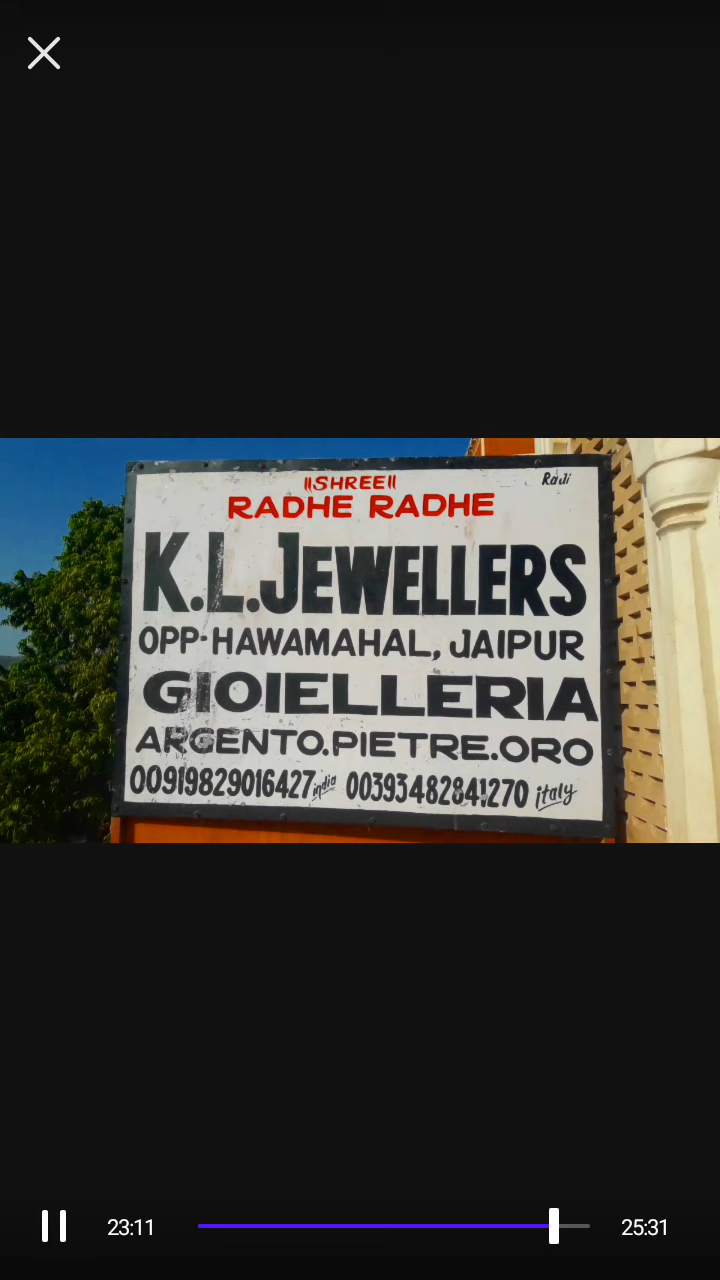 ॥SHREE॥
Radi
RADHE RADHE
K.L.JEWELLERS
OPP-HAWAMAHAL, JAIPUR
GIOIELLERIA
ARGENTO.PIETRE.ORO
00919829016427 india 00393482841270 italy
23:11
25:31